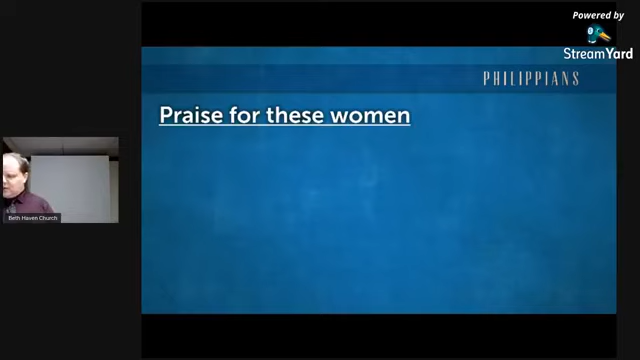 Powered by
StreamYard
PHILIPPIANS
Praise for these women
Beth Haven Church